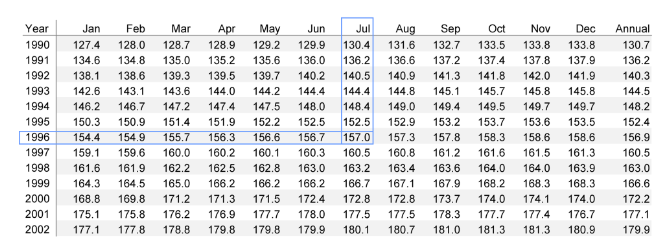 Year Jan Feb Mar Apr May Jun Jul Aug Sep Oct Nov Dec Annual
1990 127.4 128.0 128.7 128.9 129.2 129.9 130.4 131.6 132.7 133.5 133.8 133.8 130.7
1991 134.6 134.8 135.0 135.2 135.6 136.0 136.2 136.6 137.2 137.4 137.8 137.9 136.2
1992 138.1 138.6 139.3 139.5 139.7 140.2 140.5 140.9 141.3 141.8 142.0 141.9 140.3
1993 142.6 143.1 143.6 144.0 144.2 144.4 144.4 144.8 145.1 145.7 145.8 145.8 144.5
1994 146.2 146.7 147.2 147.4 147.5 148.0 148.4 149.0 149.4 149.5 149.7 149.7 148.2
1995 150.3 150.9 151.4 151.9 152.2 152.5 152.5 152.9 153.2 153.7 153.6 153.5 152.4
1996 154.4 154.9 155.7 156.3 156.6 156.7 157.0 157.3 157.8 158.3 158.6 158.6 156.9
1997 159.1 159.6 160.0 160.2 160.1 160.3 160.5 160.8 161.2 161.6 161.5 161.3 160.5
1998 161.6 161.9 162.2 162.5 162.8 163.0 163.2 163.4 163.6 164.0 164.0 163.9 163.0
1999 164.3 164.5 165.0 166.2 166.2 166.2 166.7 167.1 167.9 168.2 168.3 168.3 166.6
2000 168.8 169.8 171.2 171.3 171.5 172.4 172.8 172.8 173.7 174.0 174.1 174.0 172.2
2001 175.1 175.8 176.2 176.9 177.7 178.0 177.5 177.5 178.3 177.7 177.4 176.7 177.1
2002 177.1 177.8 178.8 179.8 179.8 179.9 180.1 180.7 181.0 181.3 181.3 180.9 179.9